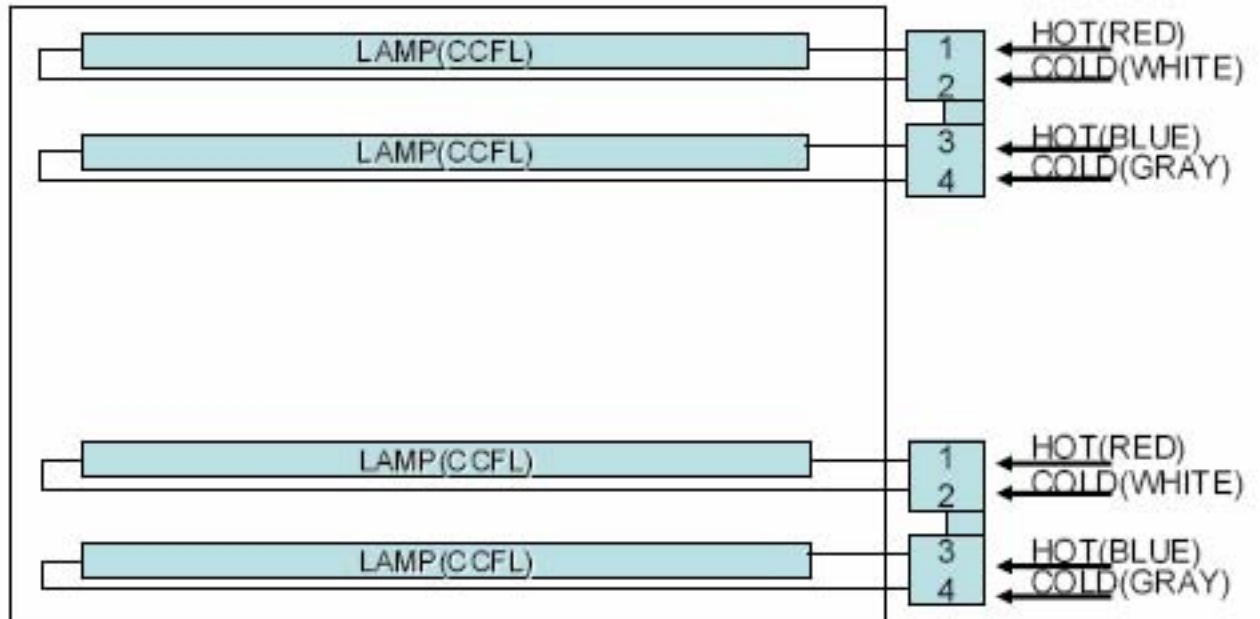 LAMP(CCFL)
1
HOT(RED)
2
COLD(WHITE)
LAMP(CCFL)
3
HOT(BLUE)
4
COLD(GRAY)
LAMP(CCFL)
1
HOT(RED)
2
COLD(WHITE)
LAMP(CCFL)
3
HOT(BLUE)
4
COLD(GRAY)